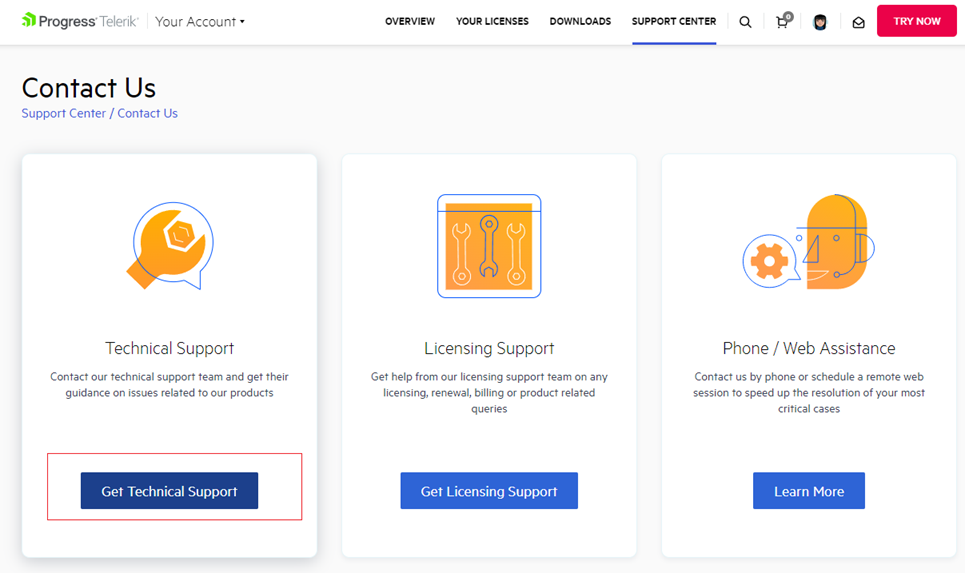 Progress Telerik Your Account OVERVIEW YOUR LICENSES DOWNLOADS SUPPORT CENTER 0 TRY NOW
Contact Us
Support Center / Contact Us
Technical Support
Contact our technical support team and get their
guidance on issues related to our products
Get Technical Support
Licensing Support
Get help from our licensing support team on any
licensing, renewal, billing or product related
queries
Get Licensing Support
Phone / Web Assistance
Contact us by phone or schedule a remote web
session to speed up the resolution of your most
critical cases
Learn More